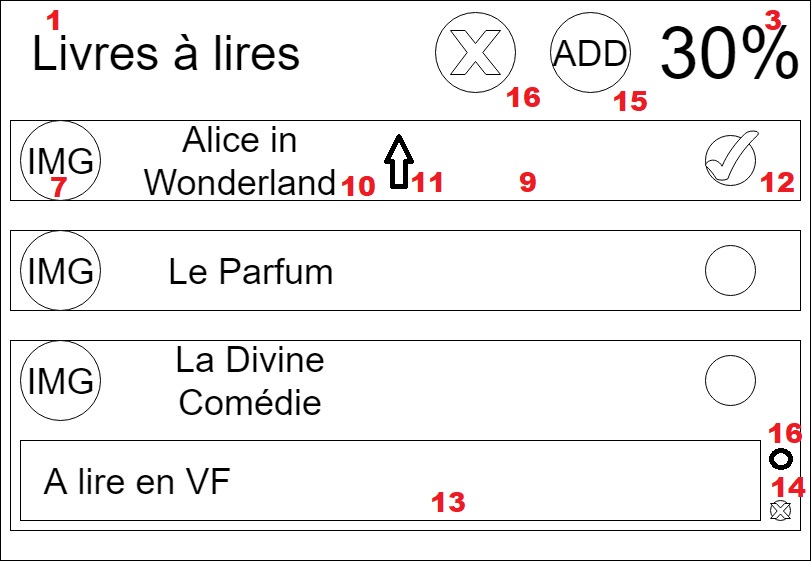 1
3
Livres à lires
X
ADD
30%
16
15
IMG
7
Alice in
Wonderland
10
11
9
12
IMG
Le Parfum
IMG
La Divine
Comédie
16
A lire en VF
13
14